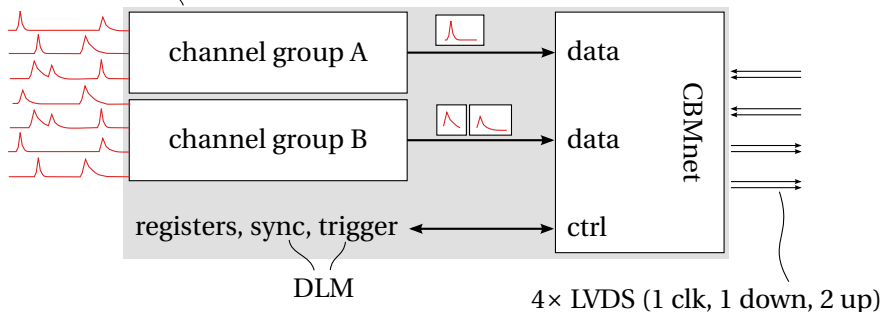 channel group A
data
channel group B
data
CBMnet
registers, sync, trigger
ctrl
DLM
4× LVDS (1 clk, 1 down, 2 up)